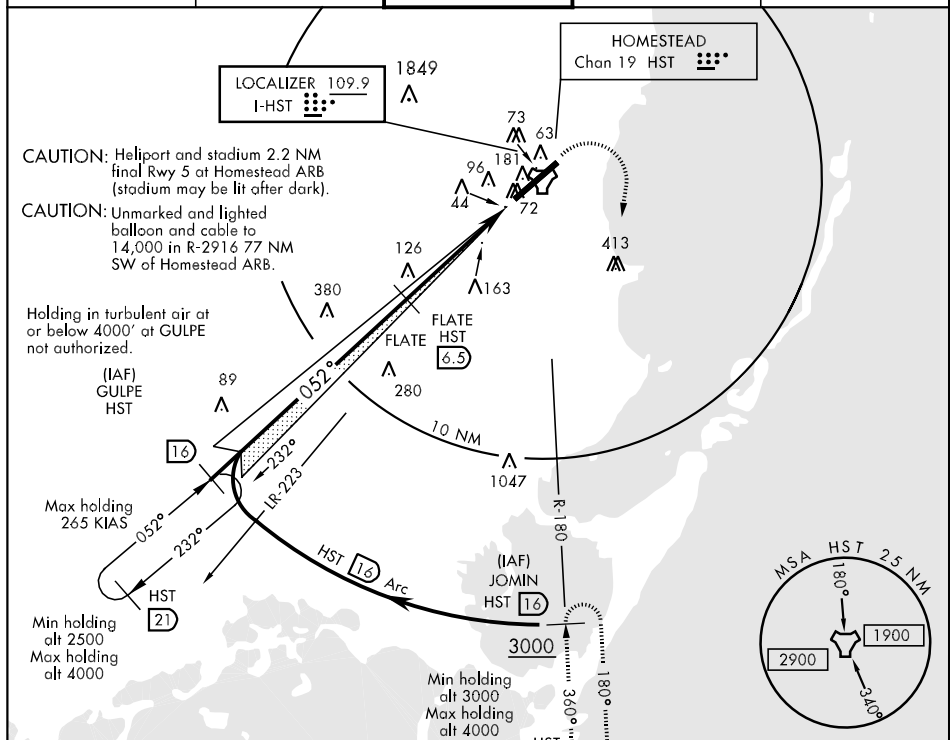 HOMESTEAD
Chan 19 HST
LOCALIZER 109.9
I-HST
1849
73
63
181
96
44
72
CAUTION: Heliport and stadium 2.2 NM
final Rwy 5 at Homestead ARB
(stadium may be lit after dark).
CAUTION: Unmarked and lighted
balloon and cable to
14,000 in R-2916 77 NM
SW of Homestead ARB.
413
126
163
380
Holding in turbulent air at
or below 4000' at GULPE
not authorized.
FLATE
FLATE
HST
6.5
(IAF)
GULPE
HST
89
280
052°
10 NM
16
232°
1047
LR-223
R-180
Max holding
265 KIAS
052°
232°
HST 16 Arc
(IAF)
JOMIN
HST 16
3000
HST
21
Min holding
alt 2500
Max holding
alt 4000
Min holding
alt 3000
Max holding
alt 4000
360°
180°
HST
MSA HST 25 NM
180°
1900
2900
340°